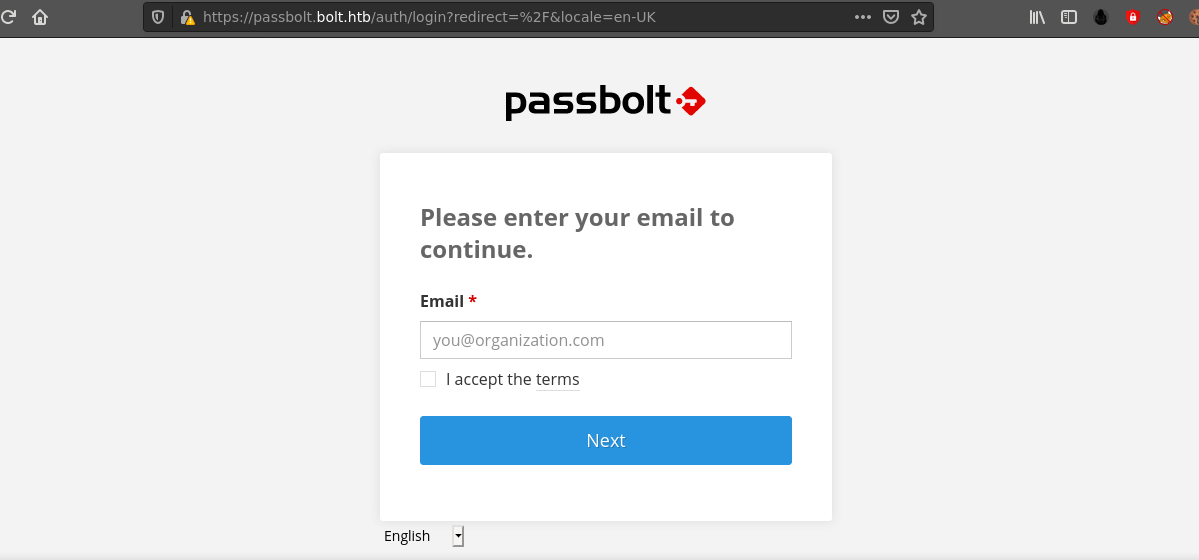 https://passbolt.bolt.htb/auth/login?redirect=%2F&locale=en-UK
passbolt
Please enter your email to
continue.
Email *
you@organization.com
I accept the terms
Next
English